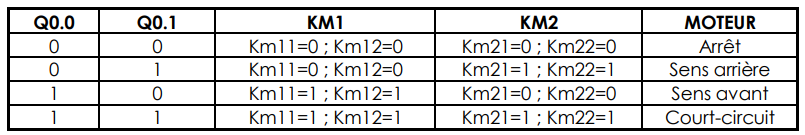 Q0.0 Q0.1 KM1 KM2 MOTEUR
0 0 Km11=0 ; Km12=0 Km21=0 ; Km22=0 Arrêt
0 1 Km11=0 ; Km12=0 Km21=1 ; Km22=1 Sens arrière
1 0 Km11=1 ; Km12=1 Km21=0 ; Km22=0 Sens avant
1 1 Km11=1 ; Km12=1 Km21=1 ; Km22=1 Court-circuit